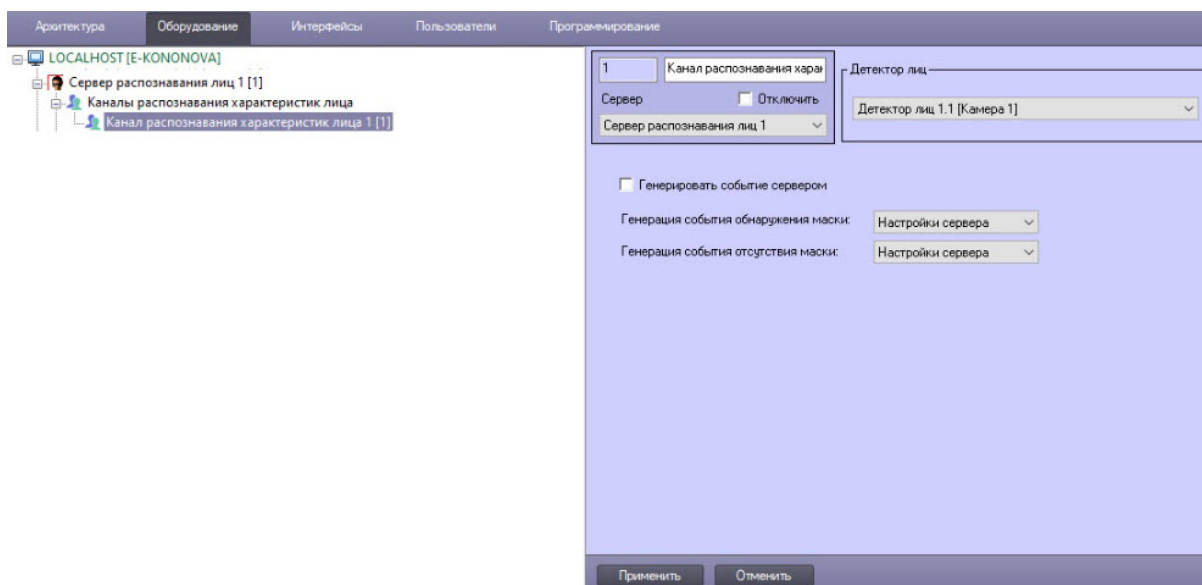 Архитектура Оборудование Интерфейсы Пользователи Программирование
LOCALHOST [E-KONONOVA]
Сервер распознавания лиц 1 [1]
Каналы распознавания характеристик лица
Канал распознавания характеристик лица 1 [1]
1 Канал распознавания харак
Сервер Отключить
Сервер распознавания лиц 1
Детектор лиц
Детектор лиц 1.1 [Камера 1]
Генерировать событие сервером
Генерация события обнаружения маски: Настройки сервера
Генерация события отсутствия маски: Настройки сервера
Применить Отменить